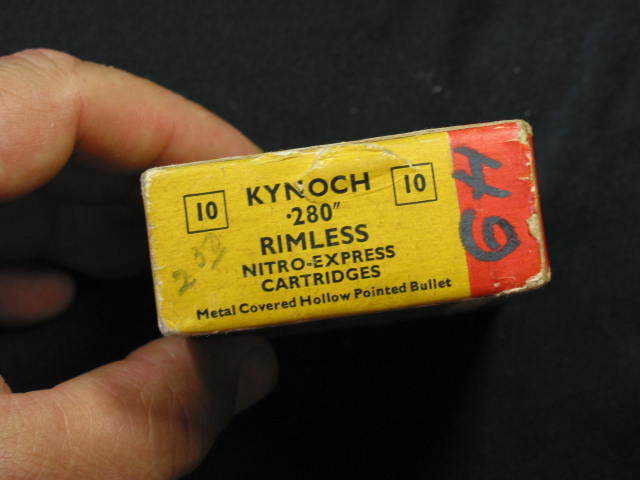 10 KYNOCH 10
·280"
RIMLESS
NITRO-EXPRESS
CARTRIDGES
Metal Covered Hollow Pointed Bullet